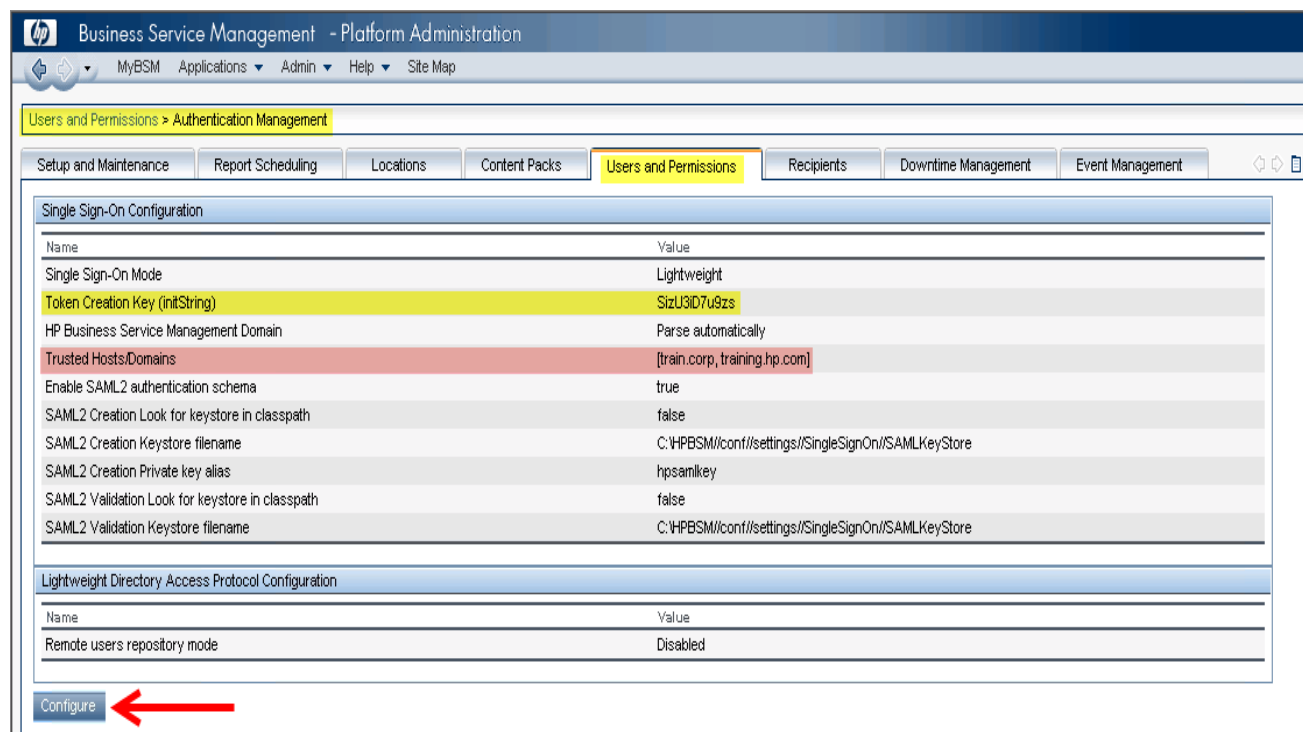 hp Business Service Management - Platform Administration
MyBSM Applications Admin Help Site Map
Users and Permissions > Authentication Management
Setup and Maintenance Report Scheduling Locations Content Packs Users and Permissions Recipients Downtime Management Event Management
Single Sign-On Configuration
Name Value
Single Sign-On Mode Lightweight
Token Creation Key (initString) SizU3iD7u9zs
HP Business Service Management Domain Parse automatically
Trusted Hosts/Domains [train.corp, training.hp.com]
Enable SAML2 authentication schema true
SAML2 Creation Look for keystore in classpath false
SAML2 Creation Keystore filename C:\HPBSM//conf//settings//SingleSignOn//SAMLKeyStore
SAML2 Creation Private key alias hpsamlkey
SAML2 Validation Look for keystore in classpath false
SAML2 Validation Keystore filename C:\HPBSM//conf//settings//SingleSignOn//SAMLKeyStore
Lightweight Directory Access Protocol Configuration
Name Value
Remote users repository mode Disabled
Configure